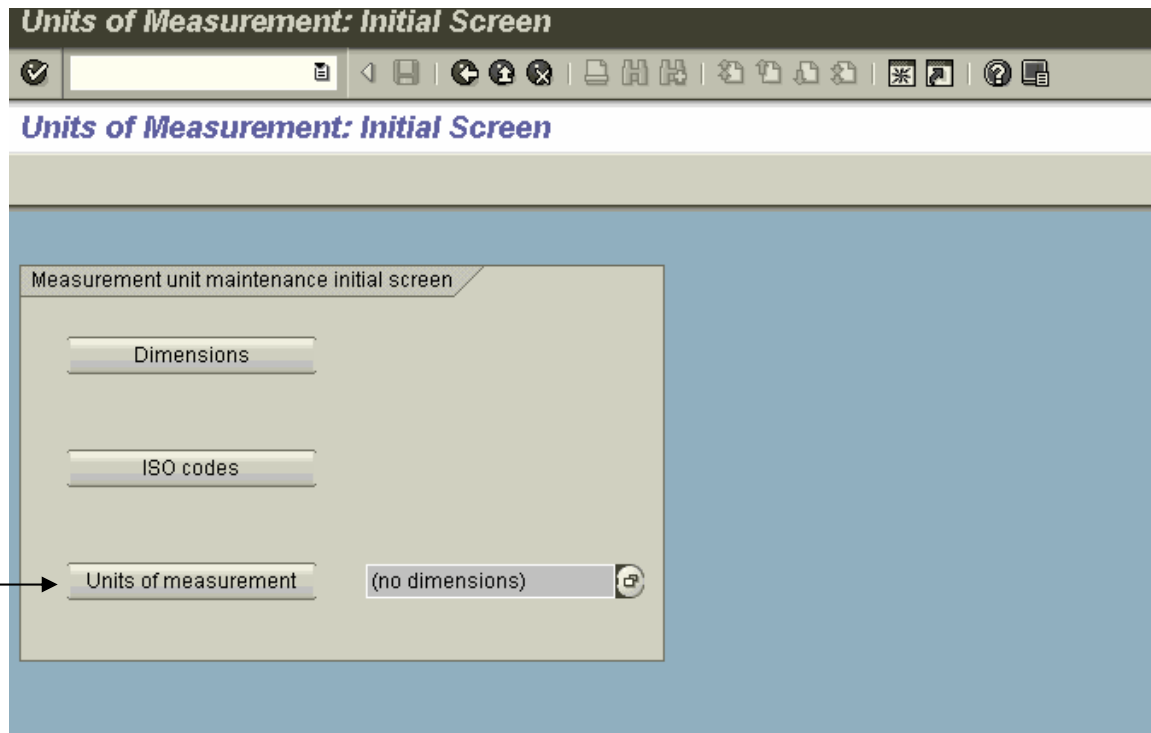 Units of Measurement: Initial Screen
Units of Measurement: Initial Screen
Measurement unit maintenance initial screen
Dimensions
ISO codes
Units of measurement (no dimensions)